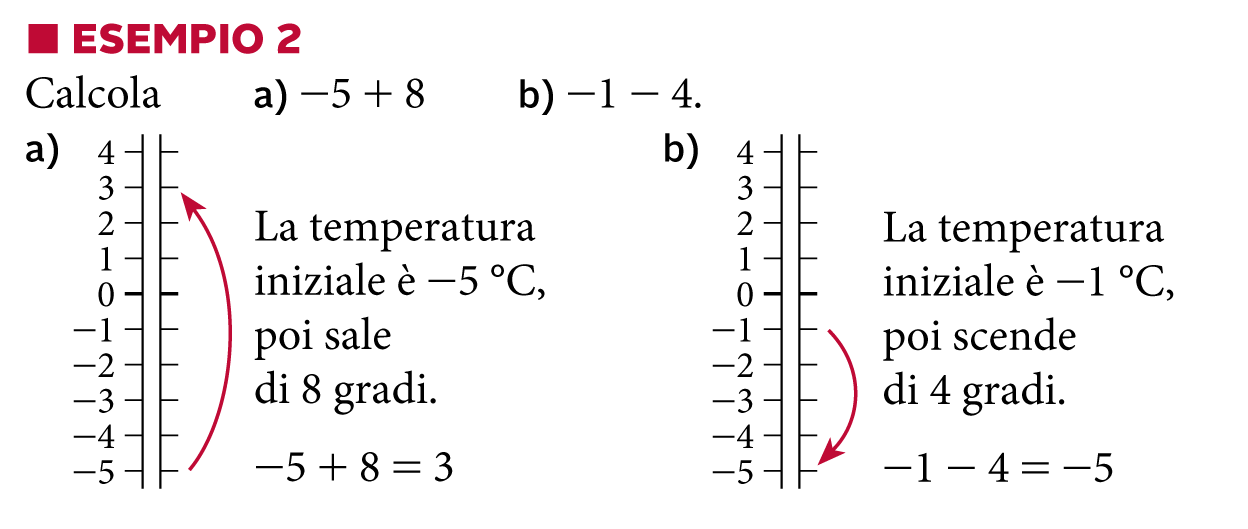 ESEMPIO 2
Calcola a) −5 + 8 b) −1 − 4.
a)
4
3
2
1
0
−1
−2
−3
−4
−5
La temperatura
iniziale è −5 °C,
poi sale
di 8 gradi.
−5 + 8 = 3
b)
4
3
2
1
0
−1
−2
−3
−4
−5
La temperatura
iniziale è −1 °C,
poi scende
di 4 gradi.
−1 − 4 = −5